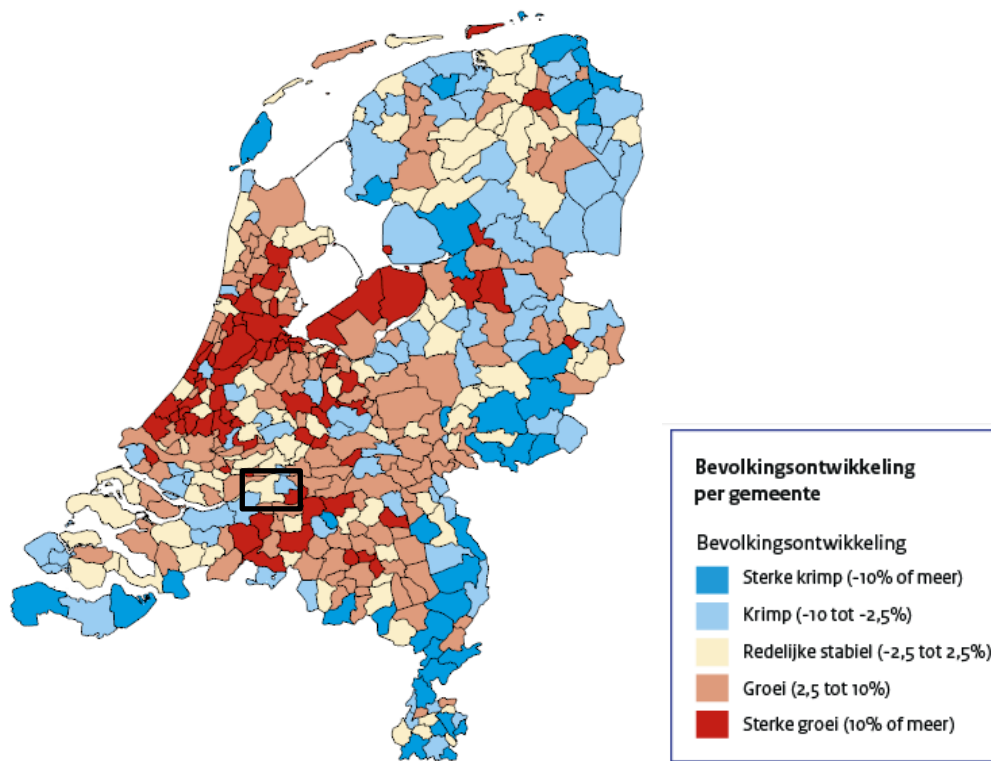 Bevolkingsontwikkeling
per gemeente
Bevolkingsontwikkeling
Sterke krimp (-10% of meer)
Krimp (-10 tot -2,5%)
Redelijke stabiel (-2,5 tot 2,5%)
Groei (2,5 tot 10%)
Sterke groei (10% of meer)